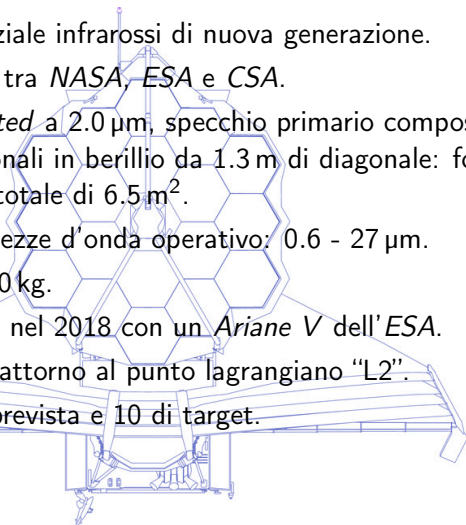 ziale infrarossi di nuova generazione.
tra NASA, ESA e CSA.
ted a 2.0 µm, specchio primario compos
onali in berillio da 1.3 m di diagonale: fo
totale di 6.5 m².
ezze d'onda operativo: 0.6 - 27 µm.
0 kg.
nel 2018 con un Ariane V dell'ESA.
attorno al punto lagrangiano “L2”.
prevista e 10 di target.